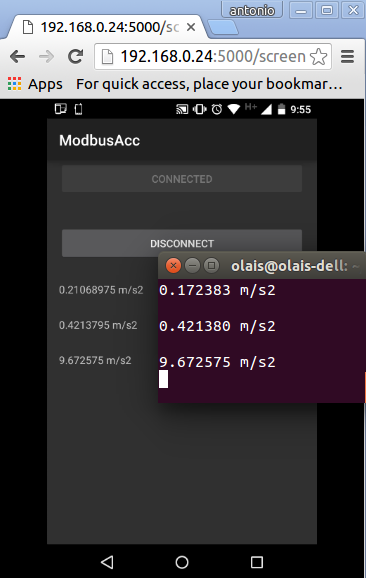 antonio
192.168.0.24:5000/sc
192.168.0.24:5000/screen
Apps For quick access, place your bookmar…
H+ 9:55
ModbusAcc
CONNECTED
DISCONNECT
olais@olais-dell: ~
0.21068975 m/s2
0.172383 m/s2
0.4213795 m/s2
0.421380 m/s2
9.672575 m/s2
9.672575 m/s2